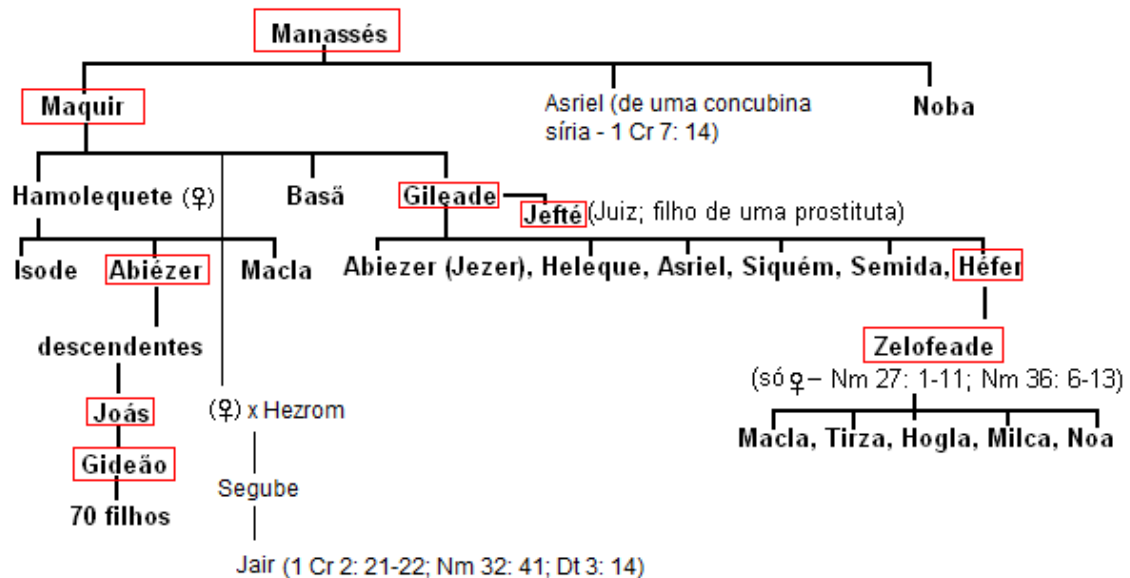 Manassés
Maquir
Asriel (de uma concubina
síria - 1 Cr 7: 14)
Noba
Hamolequete (♀)
Basã
Gileade
Jefté (Juiz; filho de uma prostituta)
Isode
Abiézer
Macla
Abiezer (Jezer), Heleque, Asriel, Siquém, Semida, Héfer
descendentes
Zelofeade
(só ♀ – Nm 27: 1-11; Nm 36: 6-13)
Joás
(♀) x Hezrom
Macla, Tirza, Hogla, Milca, Noa
Gideão
Segube
70 filhos
Jair (1 Cr 2: 21-22; Nm 32: 41; Dt 3: 14)